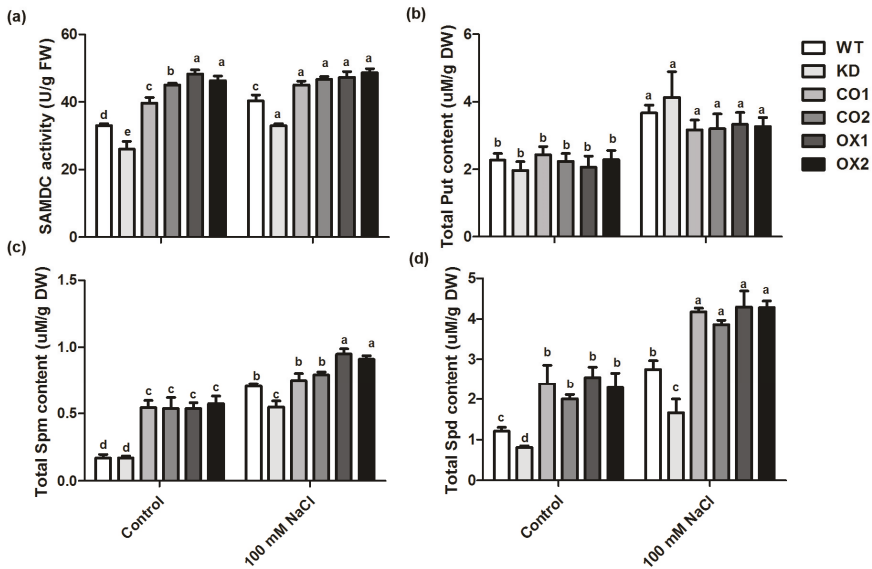 (a)
60
40
20
0
SAMDC activity (U/g FW)
d e c b a a
c a a a a a
(b)
6
4
2
0
Total Put content (uM/g DW)
b b b b b b
a a a a a a
WT
KD
CO1
CO2
OX1
OX2
(c)
1.5
1.0
0.5
0.0
Total Spm content (uM/g DW)
d d c c c c
b c b b a a
Control
100 mM NaCl
(d)
5
4
3
2
1
0
Total Spd content (uM/g DW)
c d b b b b
b c a a a a
Control
100 mM NaCl